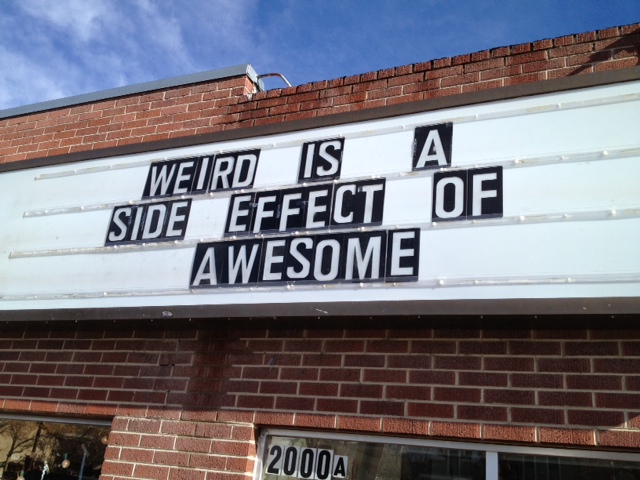 WEIRD IS A
SIDE EFFECT OF
AWESOME
2000A